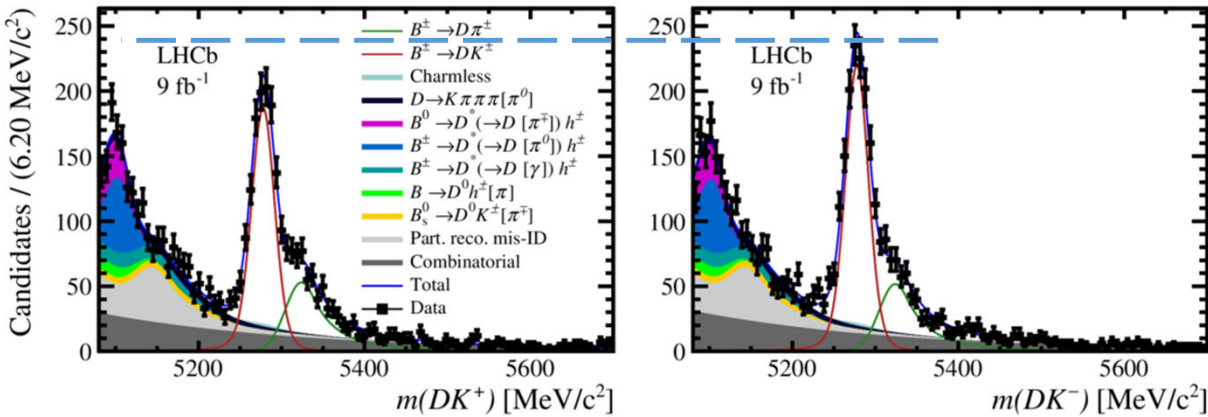 Candidates / (6.20 MeV/c²)
250
200
150
100
50
0
LHCb
9 fb⁻¹
B± → Dπ±
B± → DK±
Charmless
D→Kπππ[π⁰]
B⁰ → D*(→D [π∓]) h±
B± → D*(→D [π⁰]) h±
B± → D*(→D [γ]) h±
B → D⁰h±[π]
B⁰s → D⁰K±[π∓]
Part. reco. mis-ID
Combinatorial
Total
Data
5200
5400
5600
m(DK⁺) [MeV/c²]
250
200
150
100
50
0
LHCb
9 fb⁻¹
5200
5400
5600
m(DK⁻) [MeV/c²]